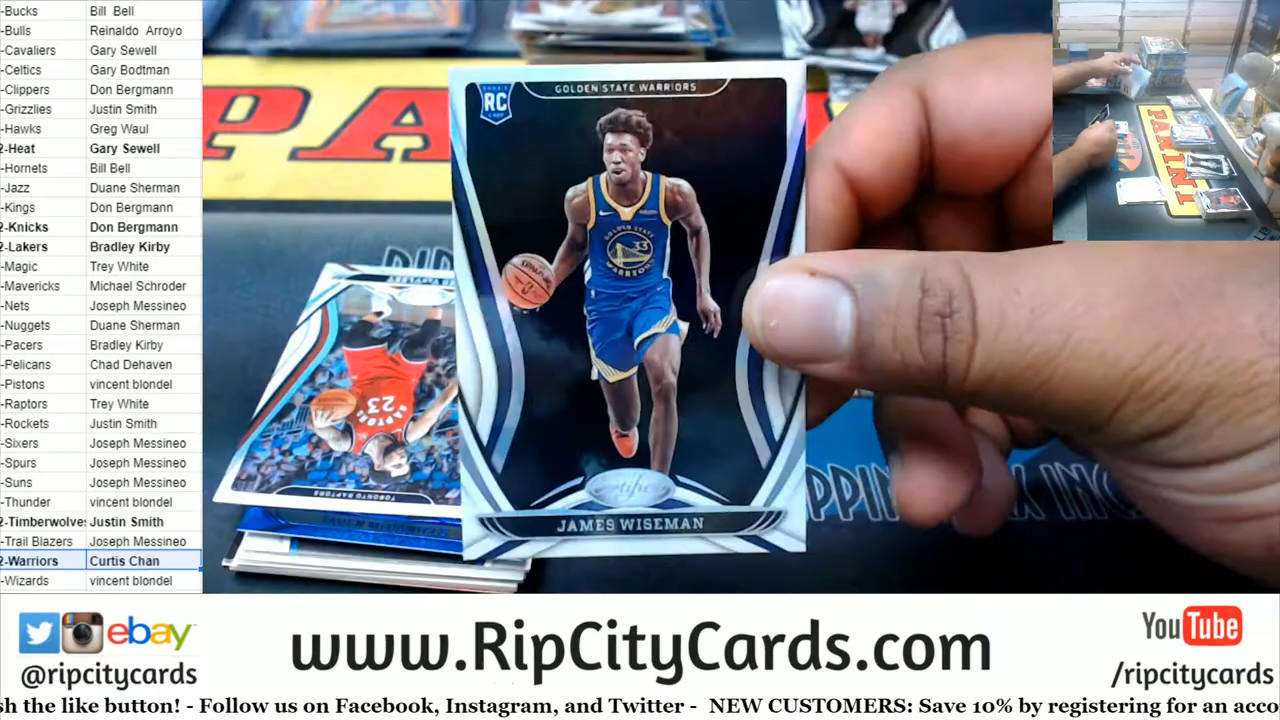 -Bucks Bill Bell
-Bulls Reinaldo Arroyo
-Cavaliers Gary Sewell
-Celtics Gary Bodtman
-Clippers Don Bergmann
-Grizzlies Justin Smith
-Hawks Greg Waul
2-Heat Gary Sewell
-Hornets Bill Bell
-Jazz Duane Sherman
-Kings Don Bergmann
2-Knicks Don Bergmann
2-Lakers Bradley Kirby
-Magic Trey White
-Mavericks Michael Schroder
-Nets Joseph Messineo
-Nuggets Duane Sherman
-Pacers Bradley Kirby
-Pelicans Chad Dehaven
-Pistons vincent blondel
-Raptors Trey White
-Rockets Justin Smith
-Sixers Joseph Messineo
-Spurs Joseph Messineo
-Suns Joseph Messineo
-Thunder vincent blondel
2-Timberwolves Justin Smith
-Trail Blazers Joseph Messineo
2-Warriors Curtis Chan
-Wizards vincent blondel
PA
PANINI
RC
GOLDEN STATE WARRIORS
SPALDING
GOLDEN STATE
33
WARRIORS
Certified
JAMES WISEMAN
RAPTORS
23
TORONTO RAPTORS
ebay
@ripcitycards
www.RipCityCards.com
YouTube
/ripcitycards
sh the like button! - Follow us on Facebook, Instagram, and Twitter - NEW CUSTOMERS: Save 10% by registering for an acco